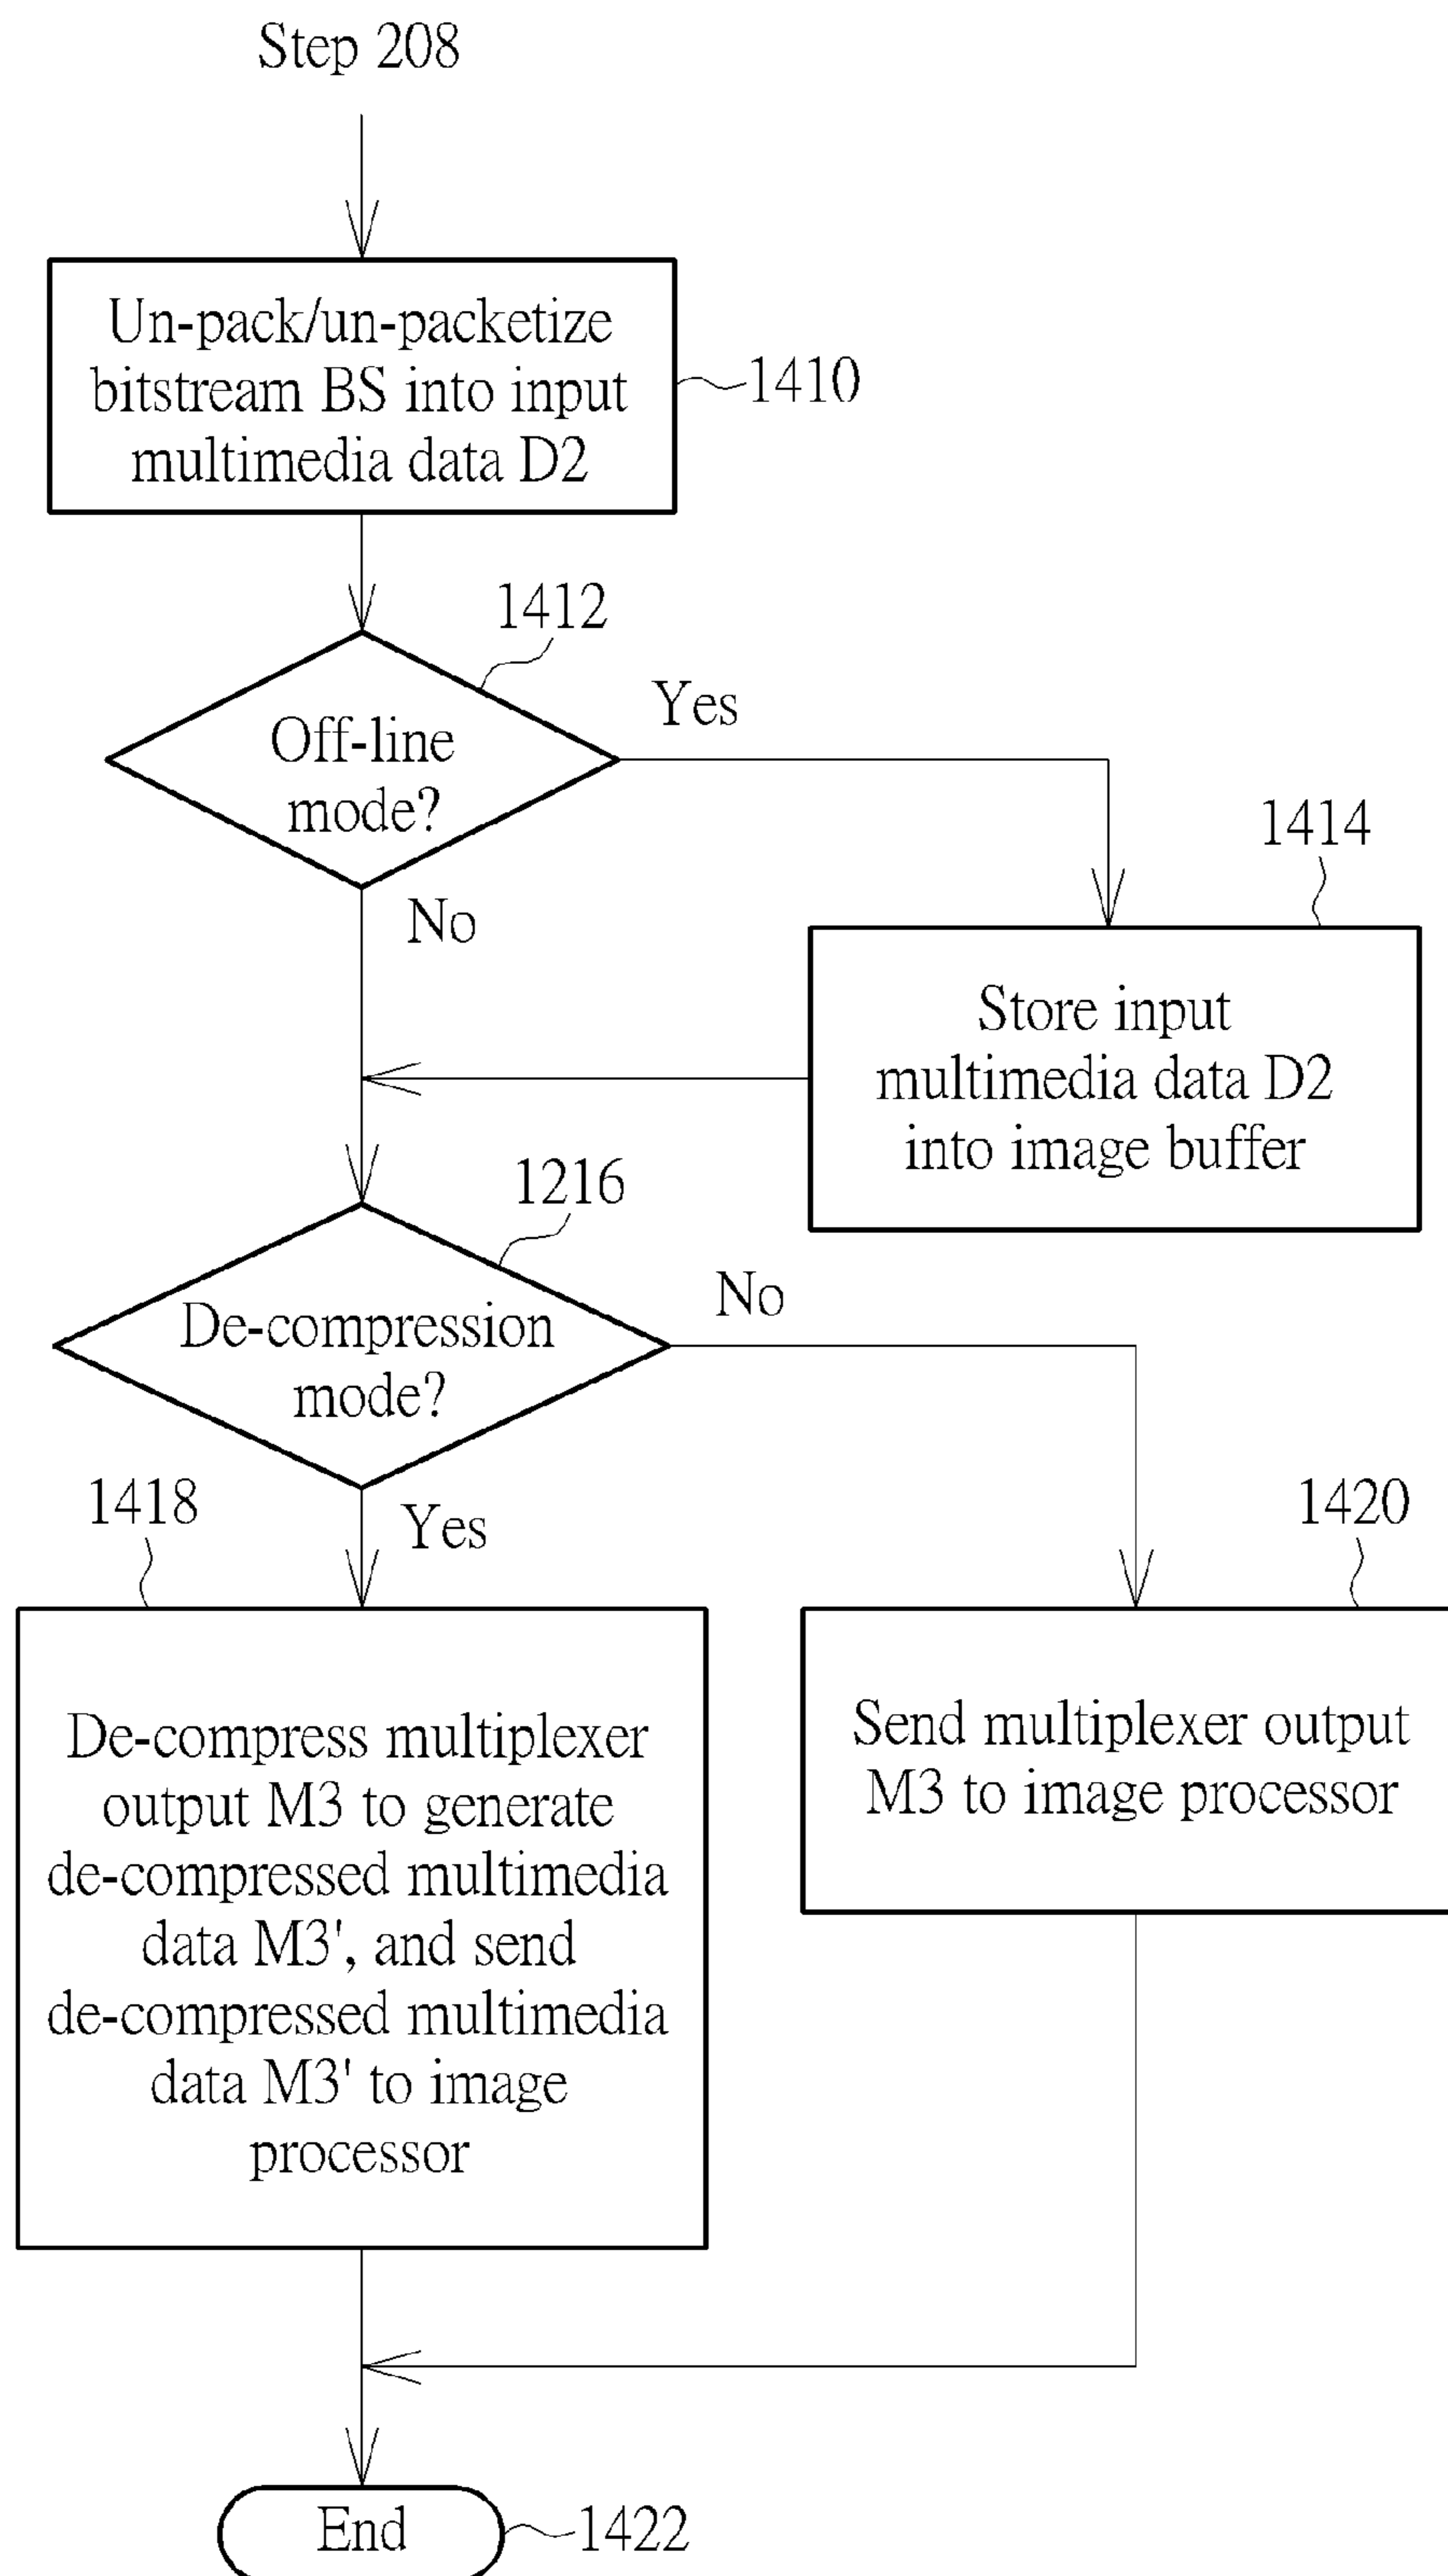 Step 208
Un-pack/un-packetize
bitstream BS into input
multimedia data D2
1410
1412
Off-line
mode?
Yes
No
1414
Store input
multimedia data D2
into image buffer
1216
De-compression
mode?
No
Yes
1418
De-compress multiplexer
output M3 to generate
de-compressed multimedia
data M3', and send
de-compressed multimedia
data M3' to image
processor
1420
Send multiplexer output
M3 to image processor
End
1422